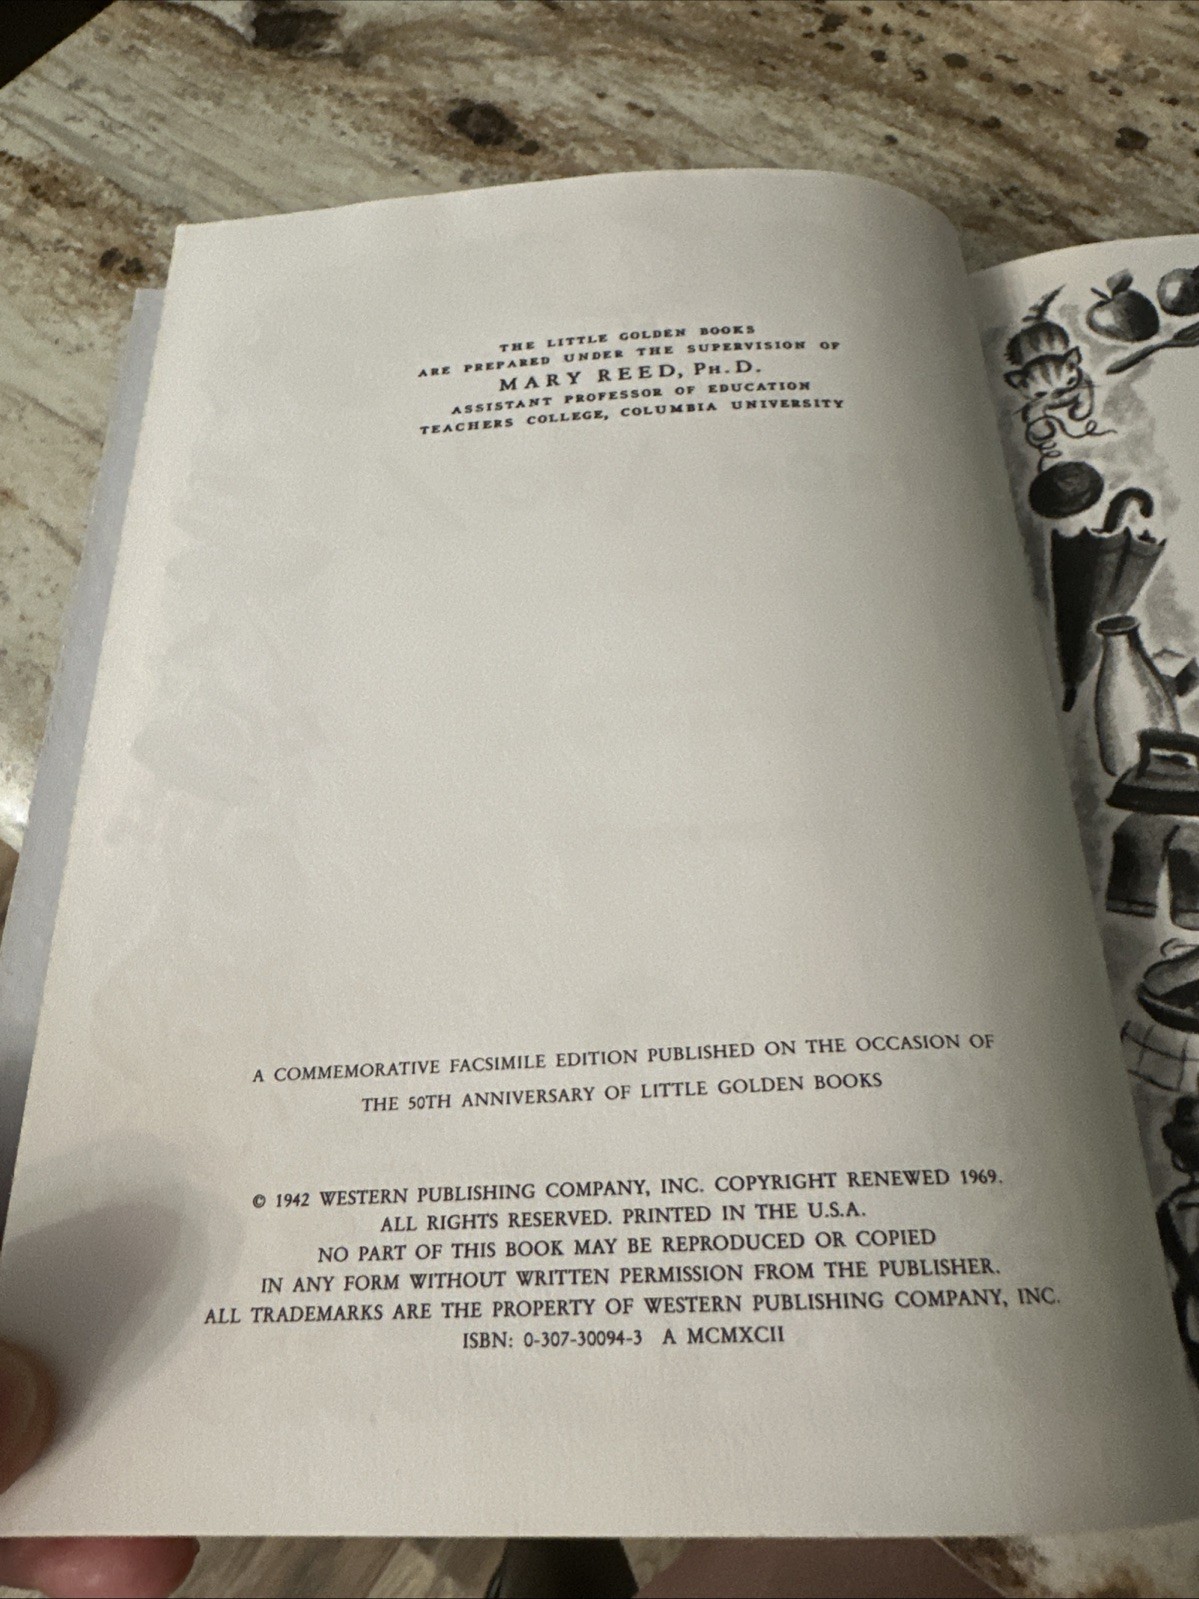 THE LITTLE GOLDEN BOOKS
ARE PREPARED UNDER THE SUPERVISION OF
MARY REED, PH.D.
ASSISTANT PROFESSOR OF EDUCATION
TEACHERS COLLEGE, COLUMBIA UNIVERSITY
A COMMEMORATIVE FACSIMILE EDITION PUBLISHED ON THE OCCASION OF
THE 50TH ANNIVERSARY OF LITTLE GOLDEN BOOKS
© 1942 WESTERN PUBLISHING COMPANY, INC. COPYRIGHT RENEWED 1969.
ALL RIGHTS RESERVED. PRINTED IN THE U.S.A.
NO PART OF THIS BOOK MAY BE REPRODUCED OR COPIED
IN ANY FORM WITHOUT WRITTEN PERMISSION FROM THE PUBLISHER.
ALL TRADEMARKS ARE THE PROPERTY OF WESTERN PUBLISHING COMPANY, INC.
ISBN: 0-307-30094-3 A MCMXCII